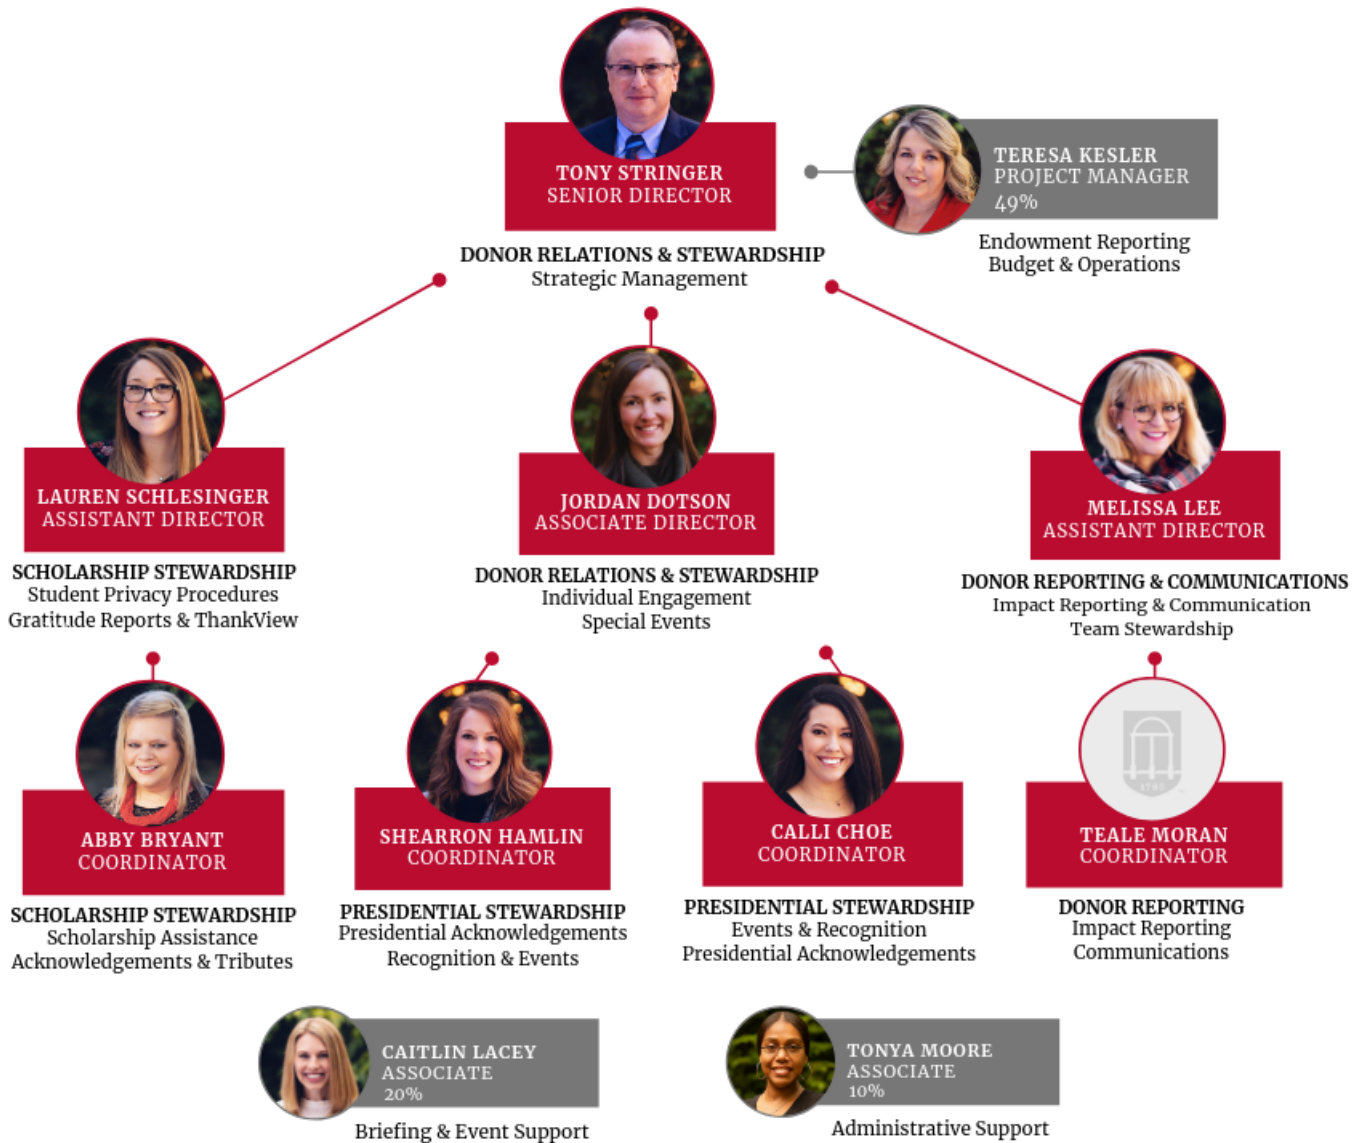 TONY STRINGER
SENIOR DIRECTOR
DONOR RELATIONS & STEWARDSHIP
Strategic Management
TERESA KESLER
PROJECT MANAGER
49%
Endowment Reporting
Budget & Operations
LAUREN SCHLESINGER
ASSISTANT DIRECTOR
SCHOLARSHIP STEWARDSHIP
Student Privacy Procedures
Gratitude Reports & ThankView
JORDAN DOTSON
ASSOCIATE DIRECTOR
DONOR RELATIONS & STEWARDSHIP
Individual Engagement
Special Events
MELISSA LEE
ASSISTANT DIRECTOR
DONOR REPORTING & COMMUNICATIONS
Impact Reporting & Communication
Team Stewardship
ABBY BRYANT
COORDINATOR
SCHOLARSHIP STEWARDSHIP
Scholarship Assistance
Acknowledgements & Tributes
SHEARRON HAMLIN
COORDINATOR
PRESIDENTIAL STEWARDSHIP
Presidential Acknowledgements
Recognition & Events
CALLI CHOE
COORDINATOR
PRESIDENTIAL STEWARDSHIP
Events & Recognition
Presidential Acknowledgements
1785
TEALE MORAN
COORDINATOR
DONOR REPORTING
Impact Reporting
Communications
CAITLIN LACEY
ASSOCIATE
20%
Briefing & Event Support
TONYA MOORE
ASSOCIATE
10%
Administrative Support